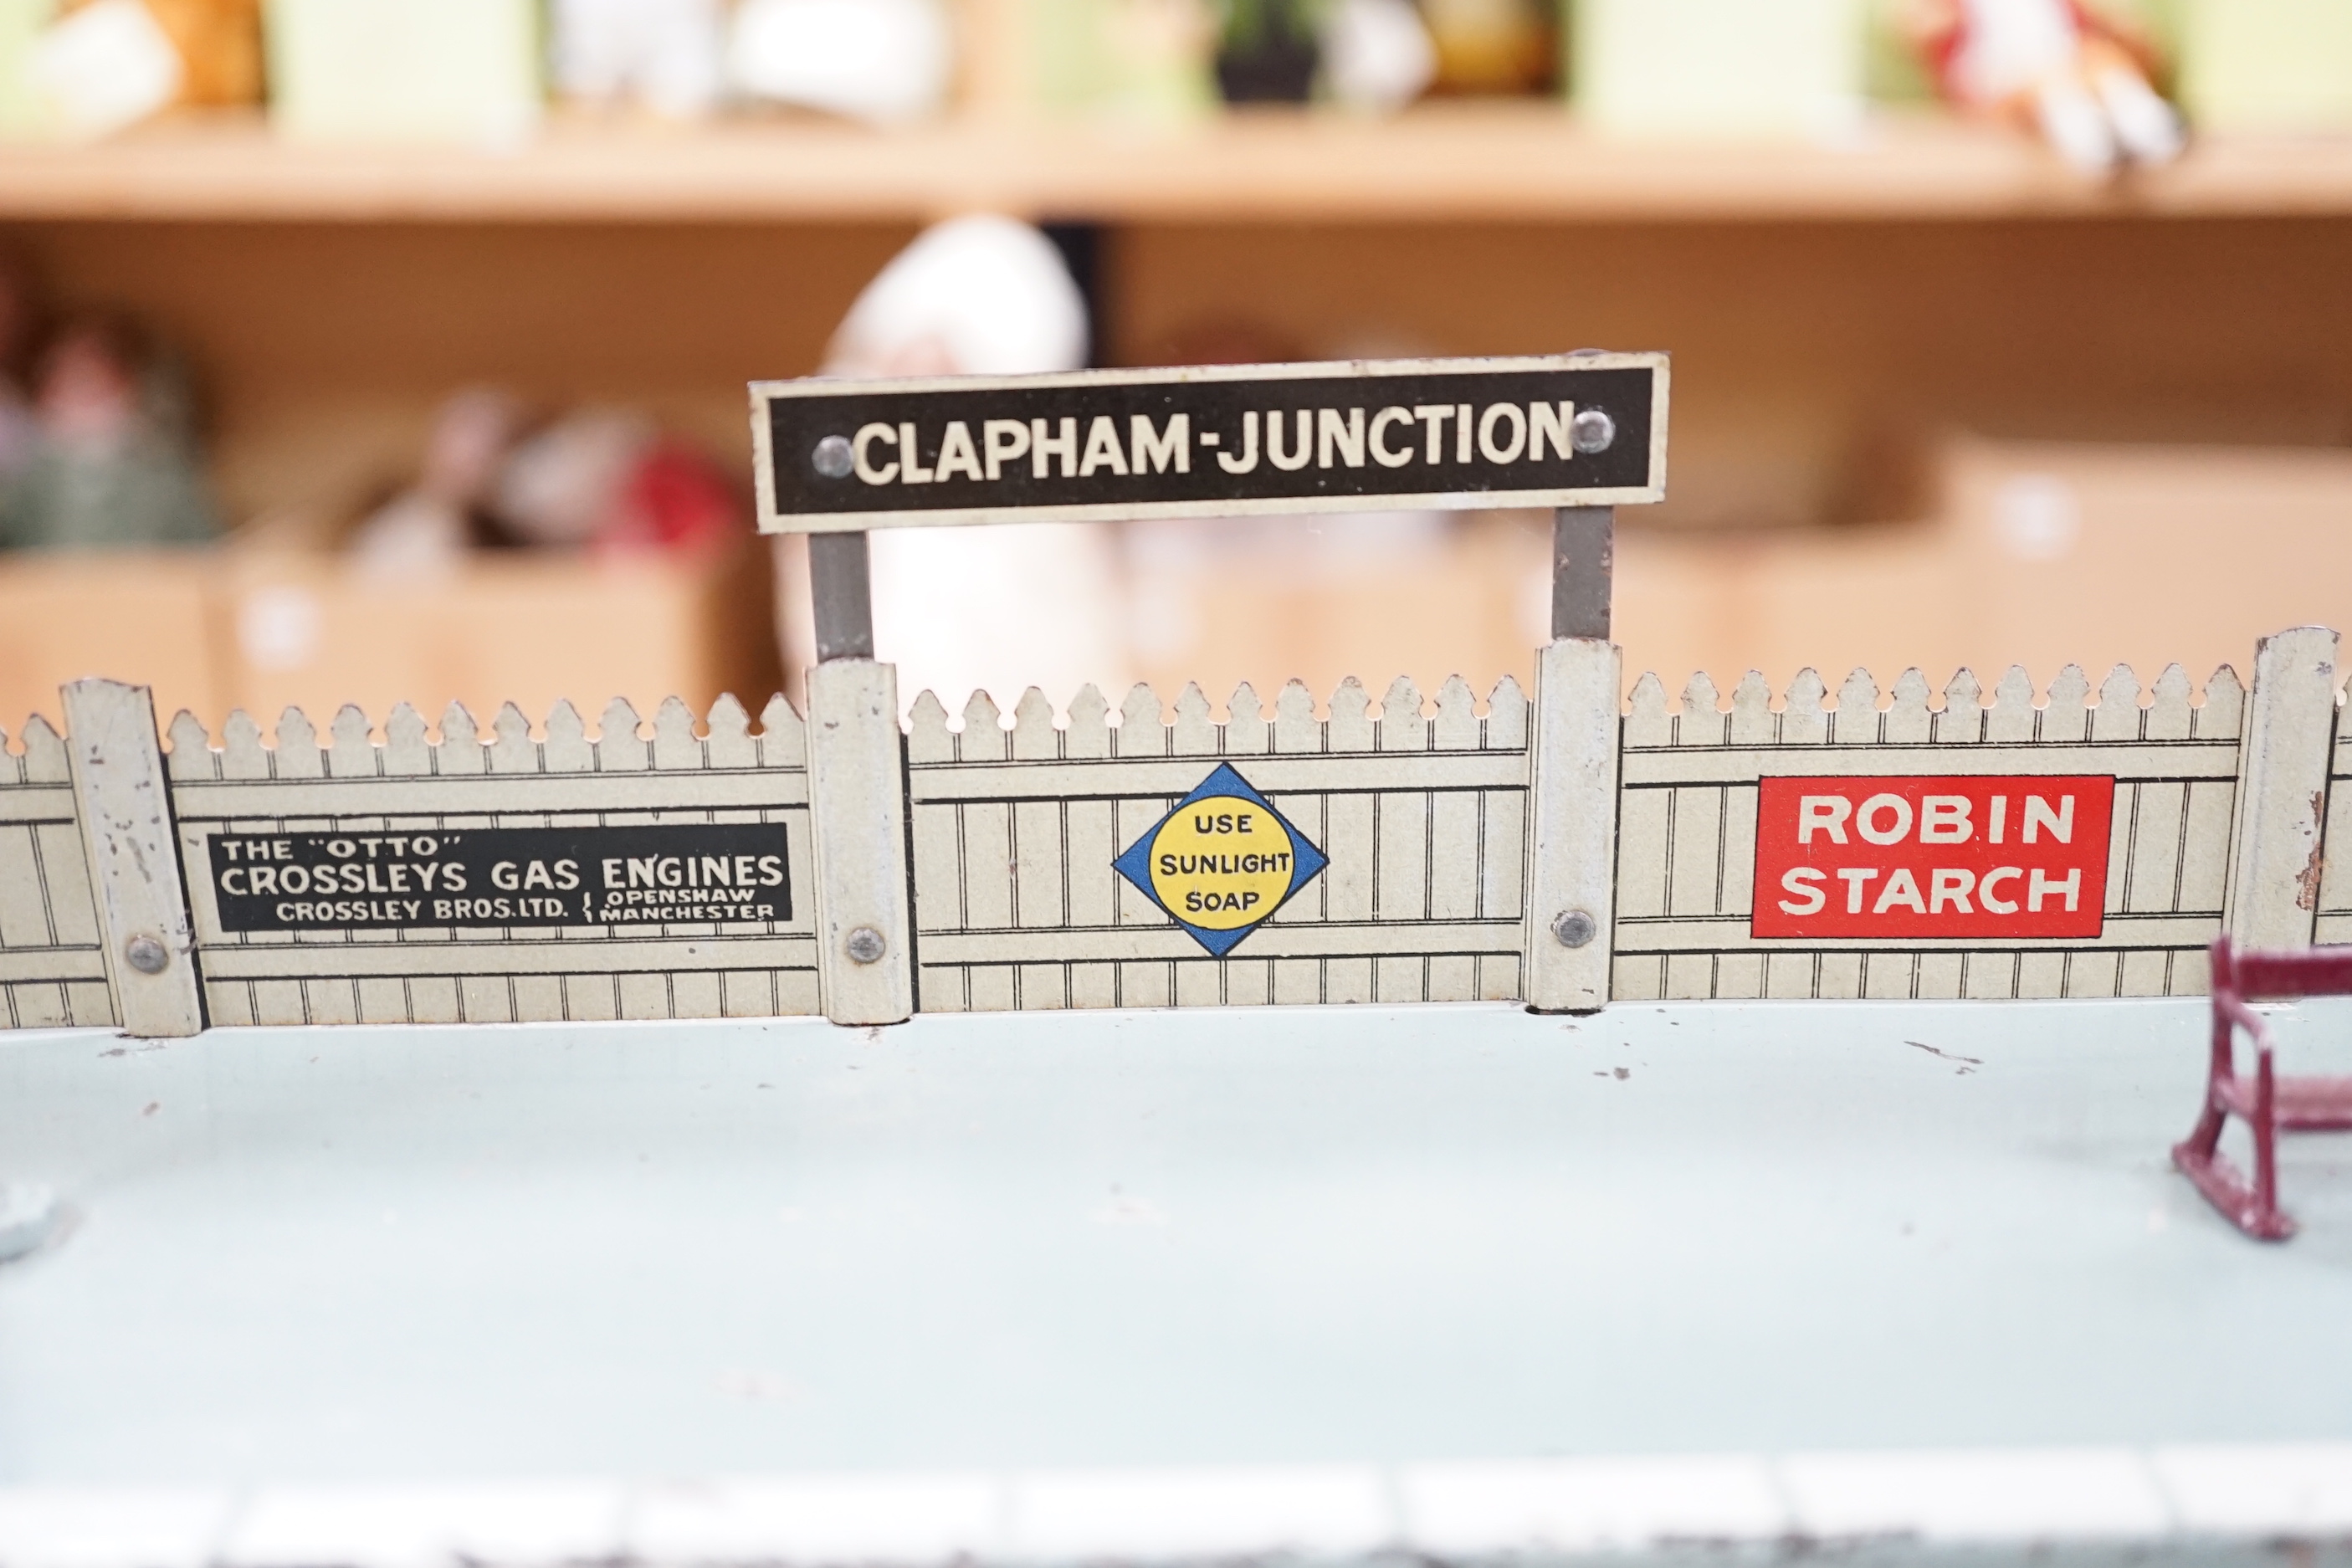 CLAPHAM-JUNCTION
THE "OTTO"
CROSSLEYS GAS ENGINES
CROSSLEY BROS.LTD. { OPENSHAW
MANCHESTER
USE
SUNLIGHT
SOAP
ROBIN
STARCH